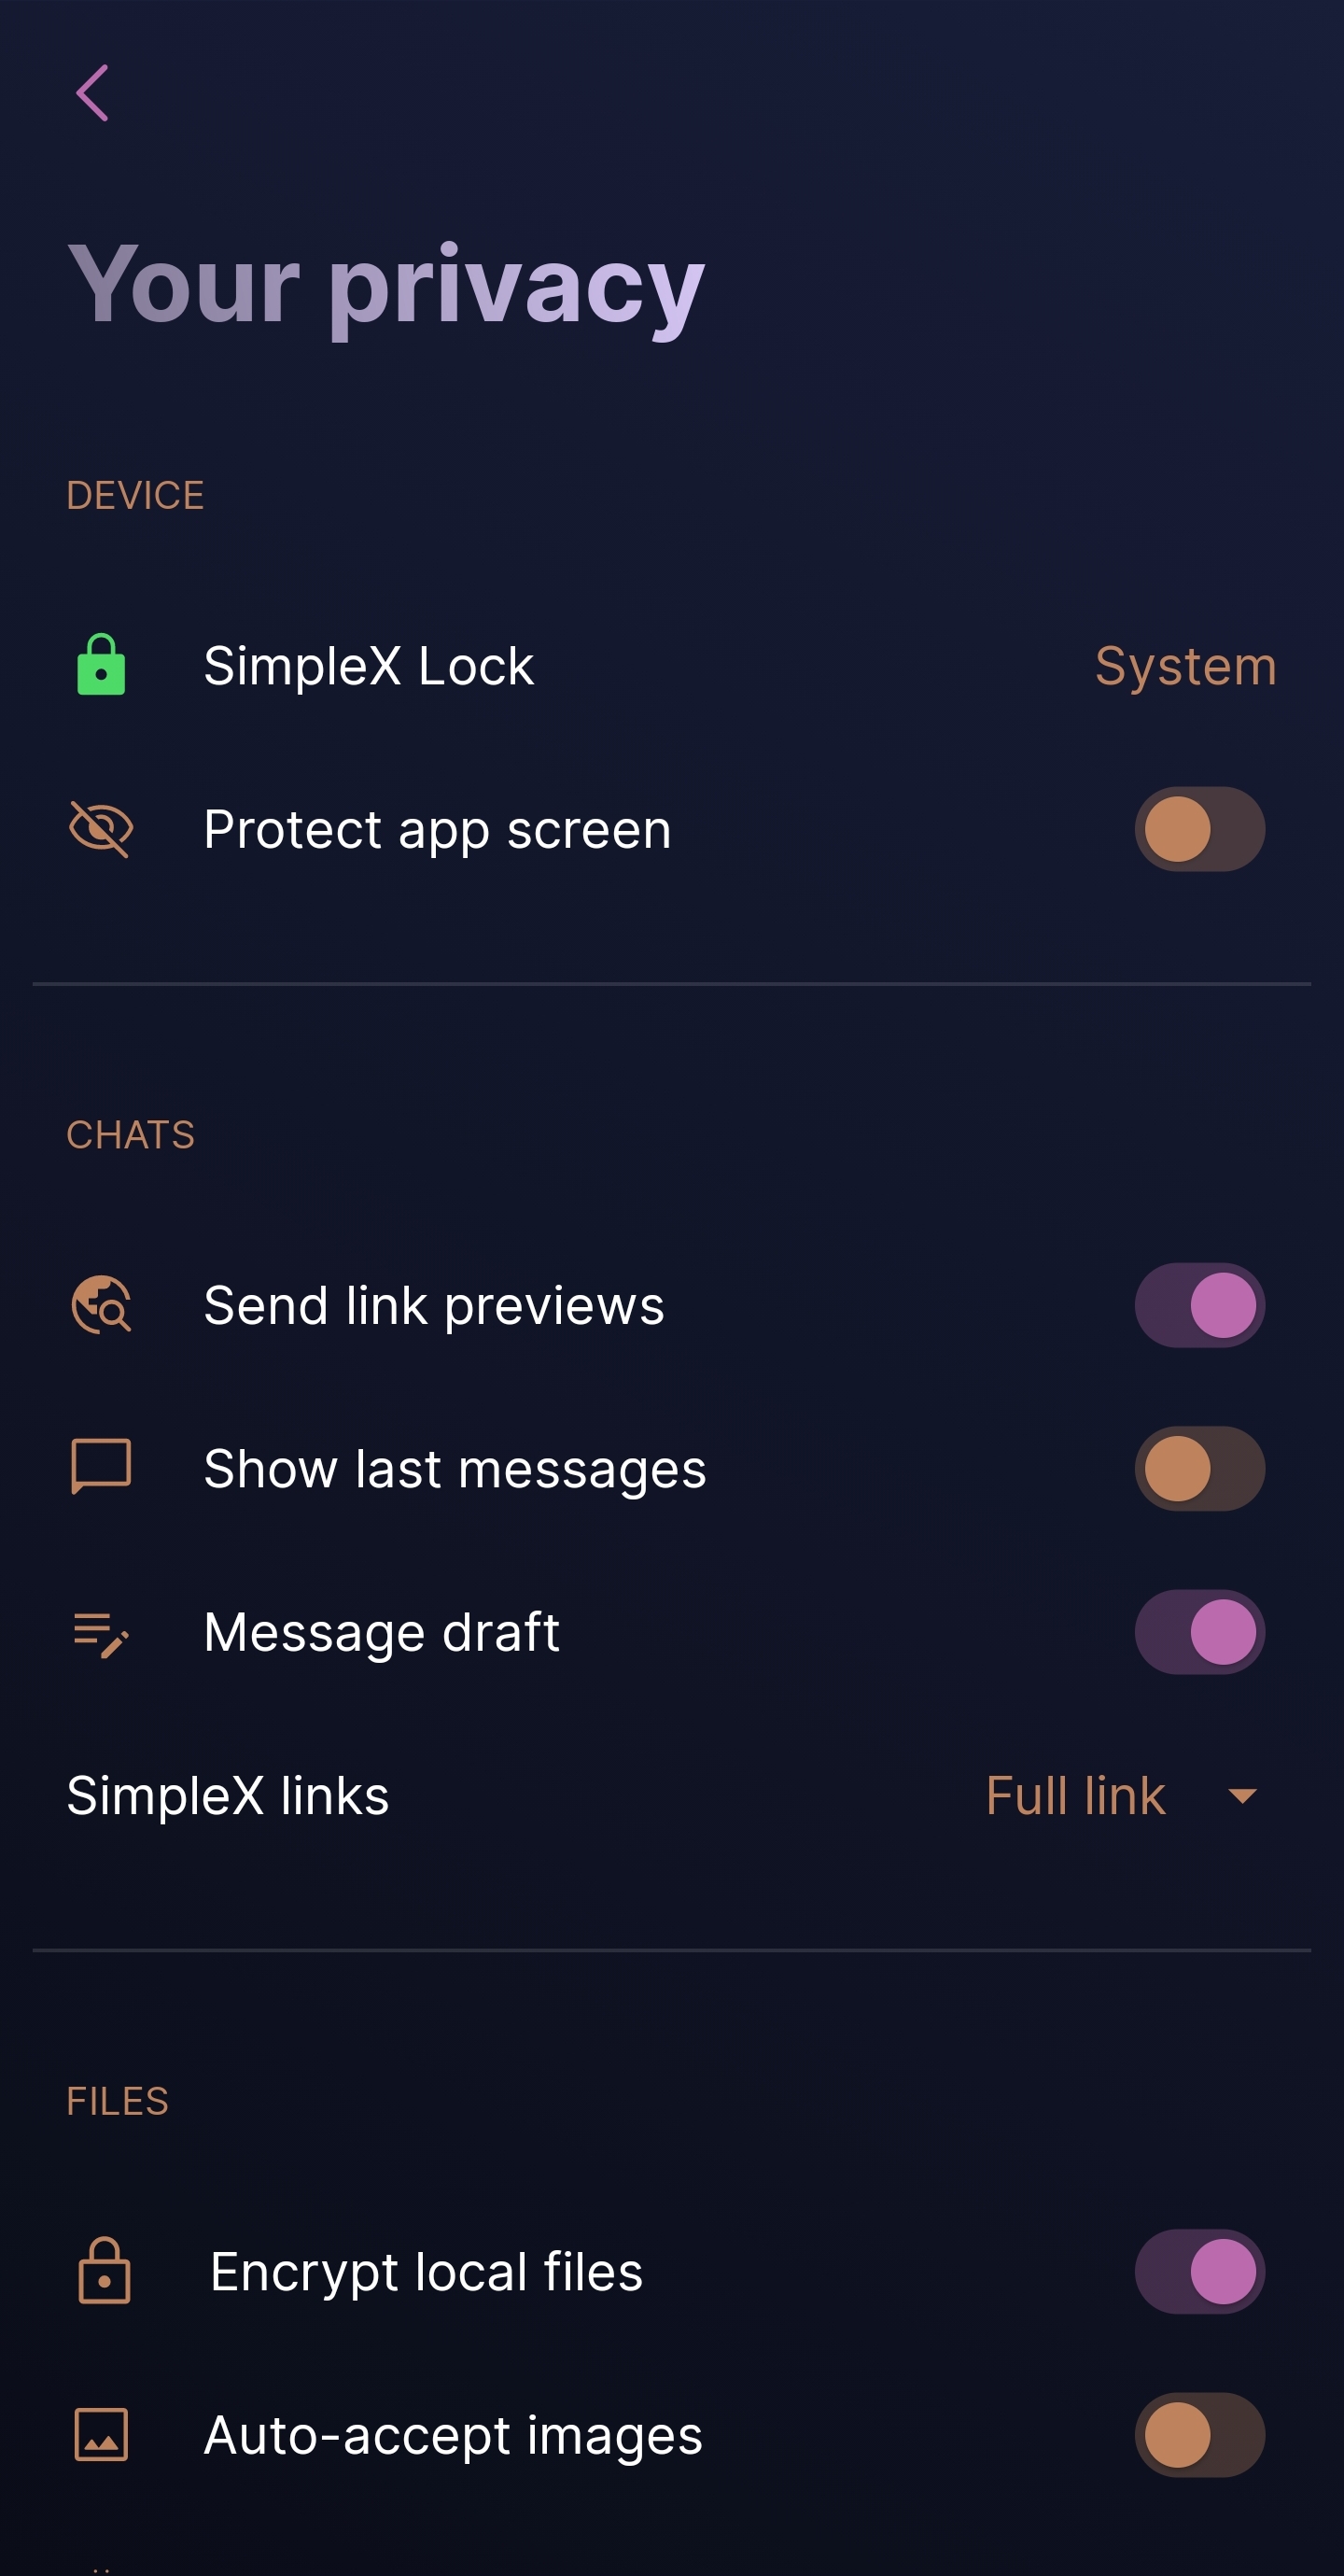 Your privacy
DEVICE
SimpleX Lock System
Protect app screen
CHATS
Send link previews
Show last messages
Message draft
SimpleX links Full link
FILES
Encrypt local files
Auto-accept images